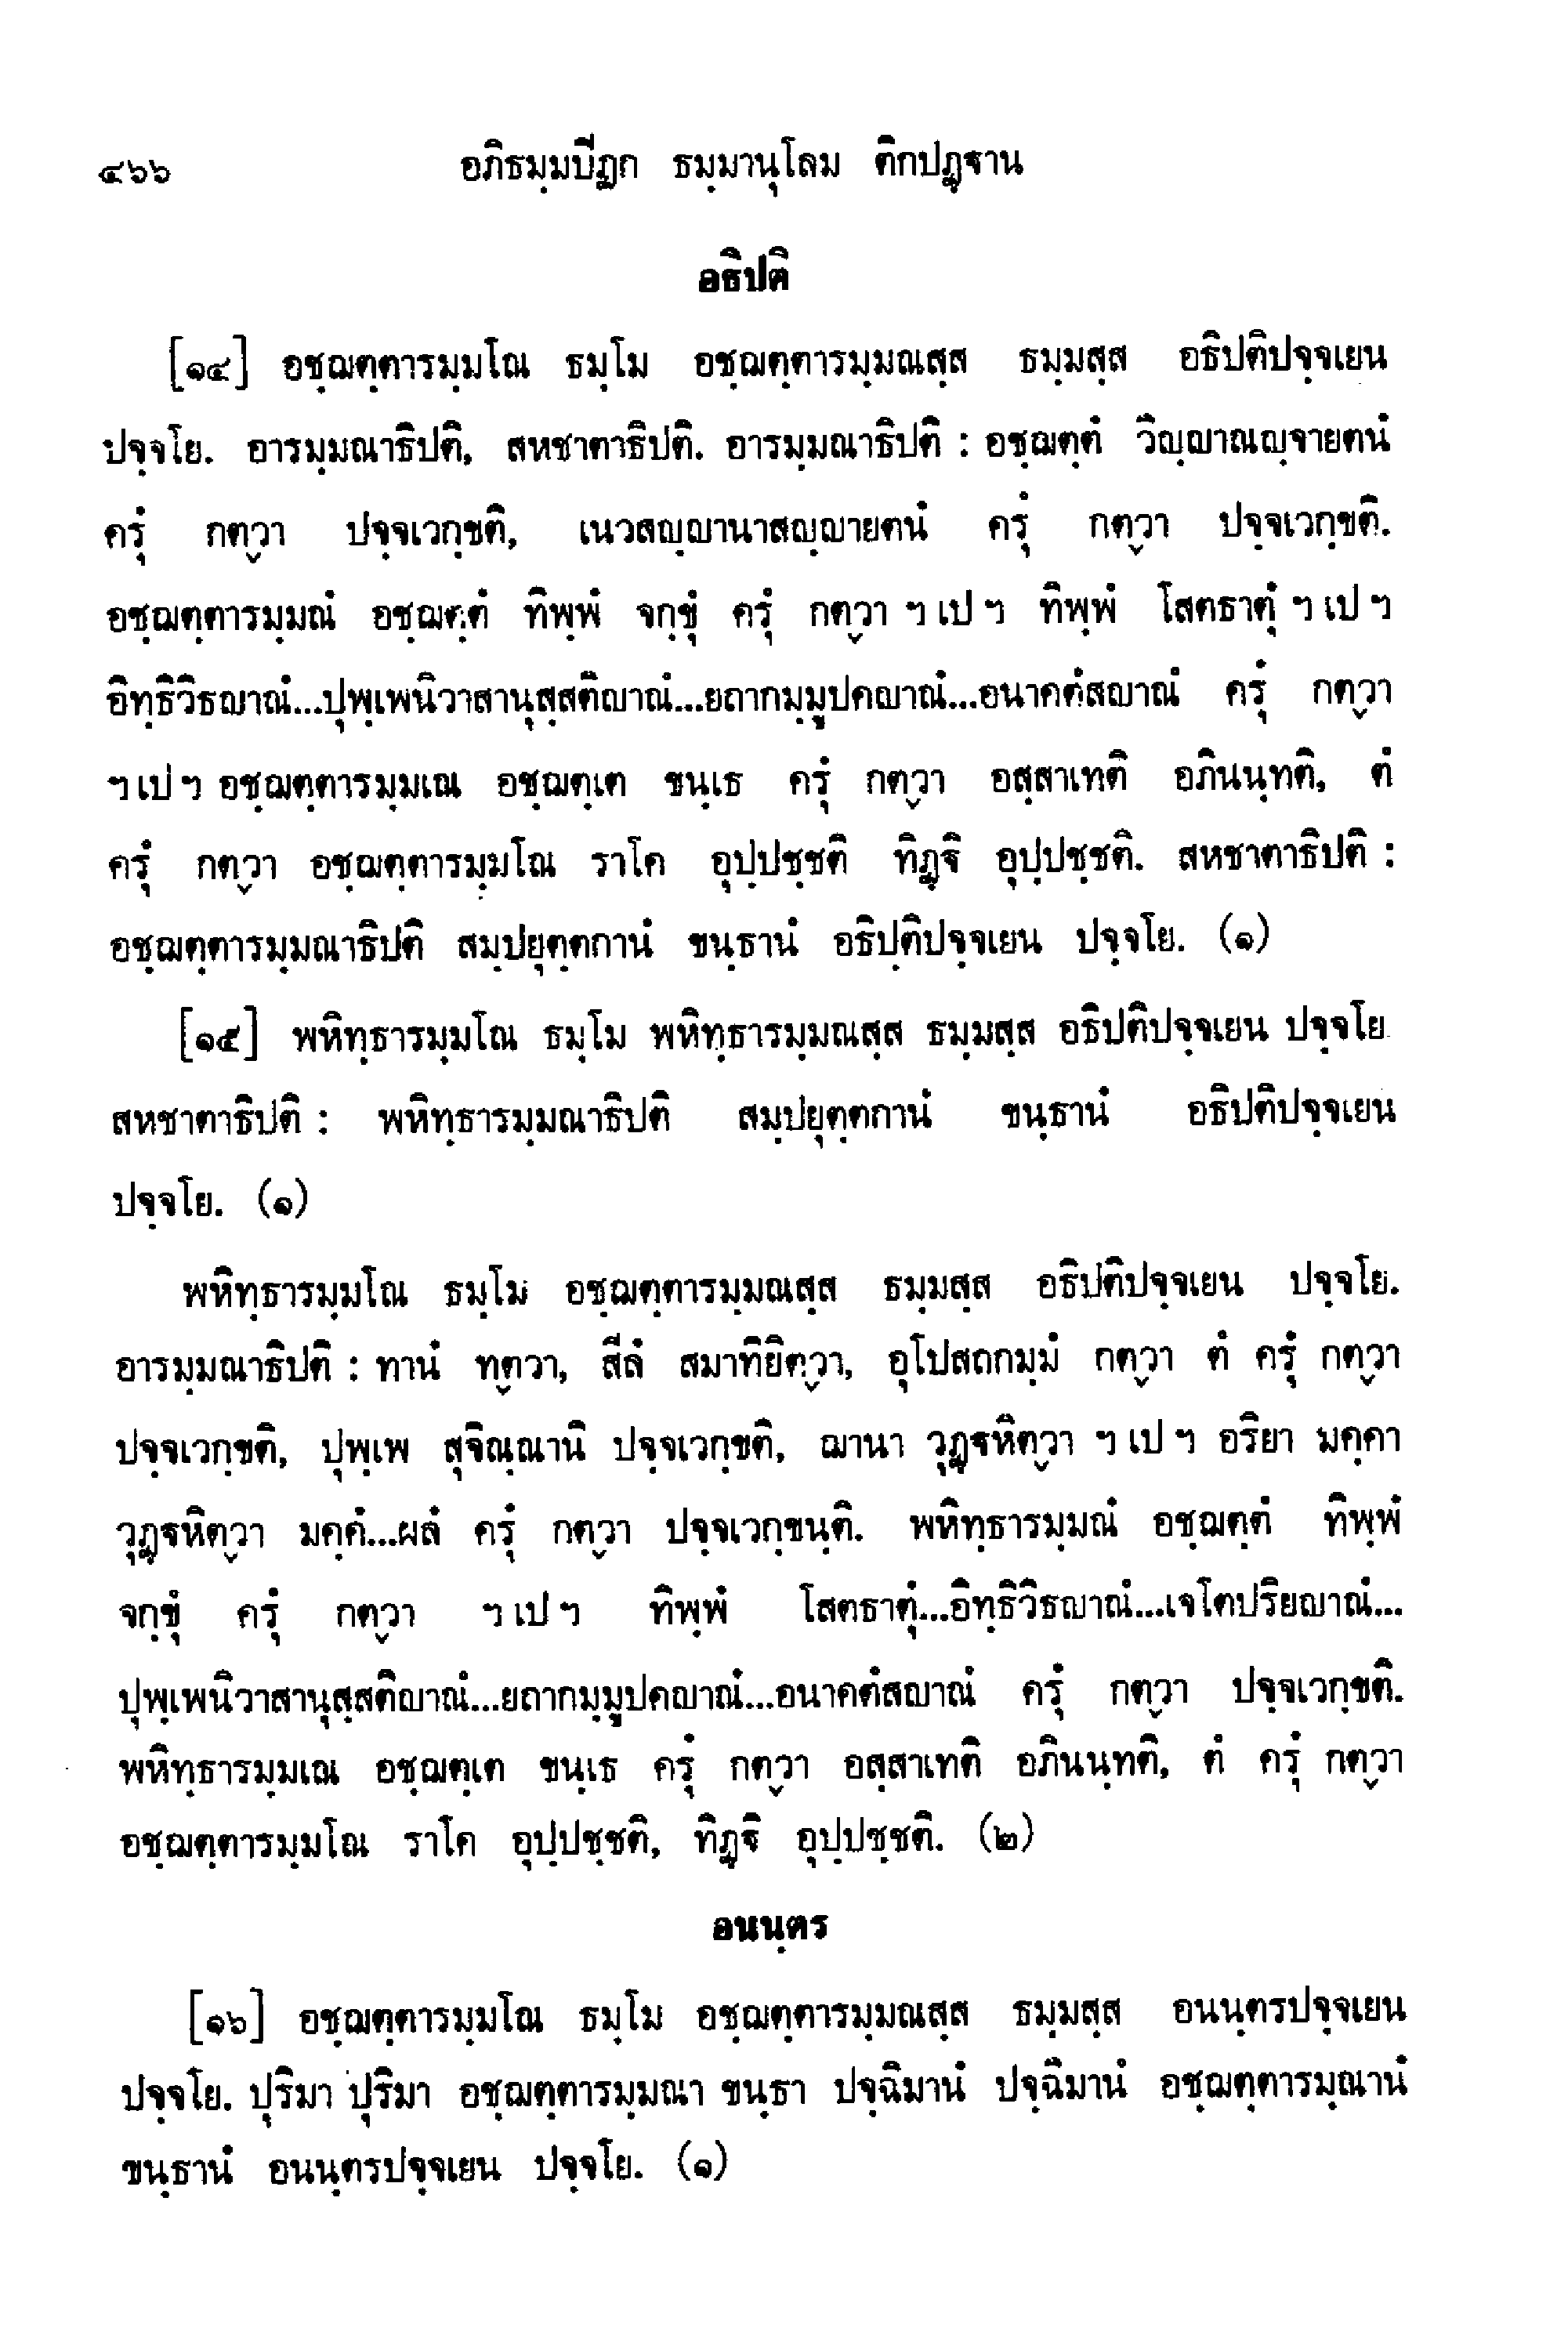 ๔๖๖ อภิธมฺมปิฏก ธมฺมานุโลม ติกปฏฺฐาน
อธิปติ
[๑๔] อชฺฌตฺตารมฺมโณ ธมฺโม อชฺฌตฺตารมฺมณสฺส ธมฺมสฺส อธิปติปจฺจเยน
ปจฺจโย. อารมฺมณาธิปติ, สหชาตาธิปติ. อารมฺมณาธิปติ : อชฺฌตฺตํ วิญฺญาณญฺจายตนํ
ครุํ กตฺวา ปจฺจเวกฺขติ, เนวสญฺญานาสญฺญายตนํ ครุํ กตฺวา ปจฺจเวกฺขติ.
อชฺฌตฺตารมฺมณํ อชฺฌตฺตํ ทิพฺพํ จกฺขุํ ครุํ กตฺวา ฯ เป ฯ ทิพฺพํ โสตธาตุํ ฯ เป ฯ
อิทฺธิวิธญาณํ...ปุพฺเพนิวาสานุสฺสติญาณํ...ยถากมฺมูปคญาณํ...อนาคตํสญาณํ ครุํ กตฺวา
ฯ เป ฯ อชฺฌตฺตารมฺมเณ อชฺฌตฺเต ขนฺเธ ครุํ กตฺวา อสฺสาเทติ อภินนฺทติ, ตํ
ครุํ กตฺวา อชฺฌตฺตารมฺมโณ ราโค อุปฺปชฺชติ ทิฏฺฐิ อุปฺปชฺชติ. สหชาตาธิปติ :
อชฺฌตฺตารมฺมณาธิปติ สมฺปยุตฺตกานํ ขนฺธานํ อธิปฺติปจฺจเยน ปจฺจโย. (๑)
[๑๕] พหิทฺธารมฺมโณ ธมฺโม พหิทฺธารมฺมณสฺส ธมฺมสฺส อธิปติปจฺจเยน ปจฺจโย
สหชาตาธิปติ : พหิทฺธารมฺมณาธิปติ สมฺปยุตฺตกานํ ขนฺธานํ อธิปติปจฺจเยน
ปจฺจโย. (๑)
พหิทฺธารมฺมโณ ธมฺโม อชฺฌตฺตารมฺมณสฺส ธมฺมสฺส อธิปติปจฺจเยน ปจฺจโย.
อารมฺมณาธิปติ : ทานํ ทตฺวา, สีลํ สมาทิยิตฺวา, อุโปสถกมฺมํ กตฺวา ตํ ครุํ กตฺวา
ปจฺจเวกฺขติ, ปุพฺเพ สุจิณฺณานิ ปจฺจเวกฺขติ, ฌานา วุฏฺฐหิตฺวา ฯ เป ฯ อริยา มคฺคา
วุฏฺฐหิตฺวา มคฺคํ...ผลํ ครุํ กตฺวา ปจฺจเวกฺขนฺติ. พหิทฺธารมฺมณํ อชฺฌตฺตํ ทิพฺพํ
จกฺขุํ ครุํ กตฺวา ฯ เป ฯ ทิพฺพํ โสตธาตุํ...อิทฺธิวิธญาณํ...เจโตปริยญาณํ...
ปุพฺเพนิวาสานุสฺสติญาณํ...ยถากมฺมูปคญาณํ...อนาคตํสญาณํ ครุํ กตฺวา ปจฺจเวกฺขติ.
พหิทฺธารมฺมเณ อชฺฌตฺเต ขนฺเธ ครุํ กตฺวา อสฺสาเทติ อภินนฺทติ, ตํ ครุํ กตฺวา
อชฺฌตฺตารมฺมโณ ราโค อุปฺปชฺชติ, ทิฏฺฐิ อุปฺปชฺชติ. (๒)
อนนฺตร
[๑๖] อชฺฌตฺตารมฺมโณ ธมฺโม อชฺฌตฺตารมฺมณสฺส ธมฺมสฺส อนนฺตรปจฺจเยน
ปจฺจโย. ปุริมา ปุริมา อชฺฌตฺตารมฺมณา ขนฺธา ปจฺฉิมานํ ปจฺฉิมานํ อชฺฌตฺตารมฺณานํ
ขนฺธานํ อนนฺตรปจฺจเยน ปจฺจโย. (๑)